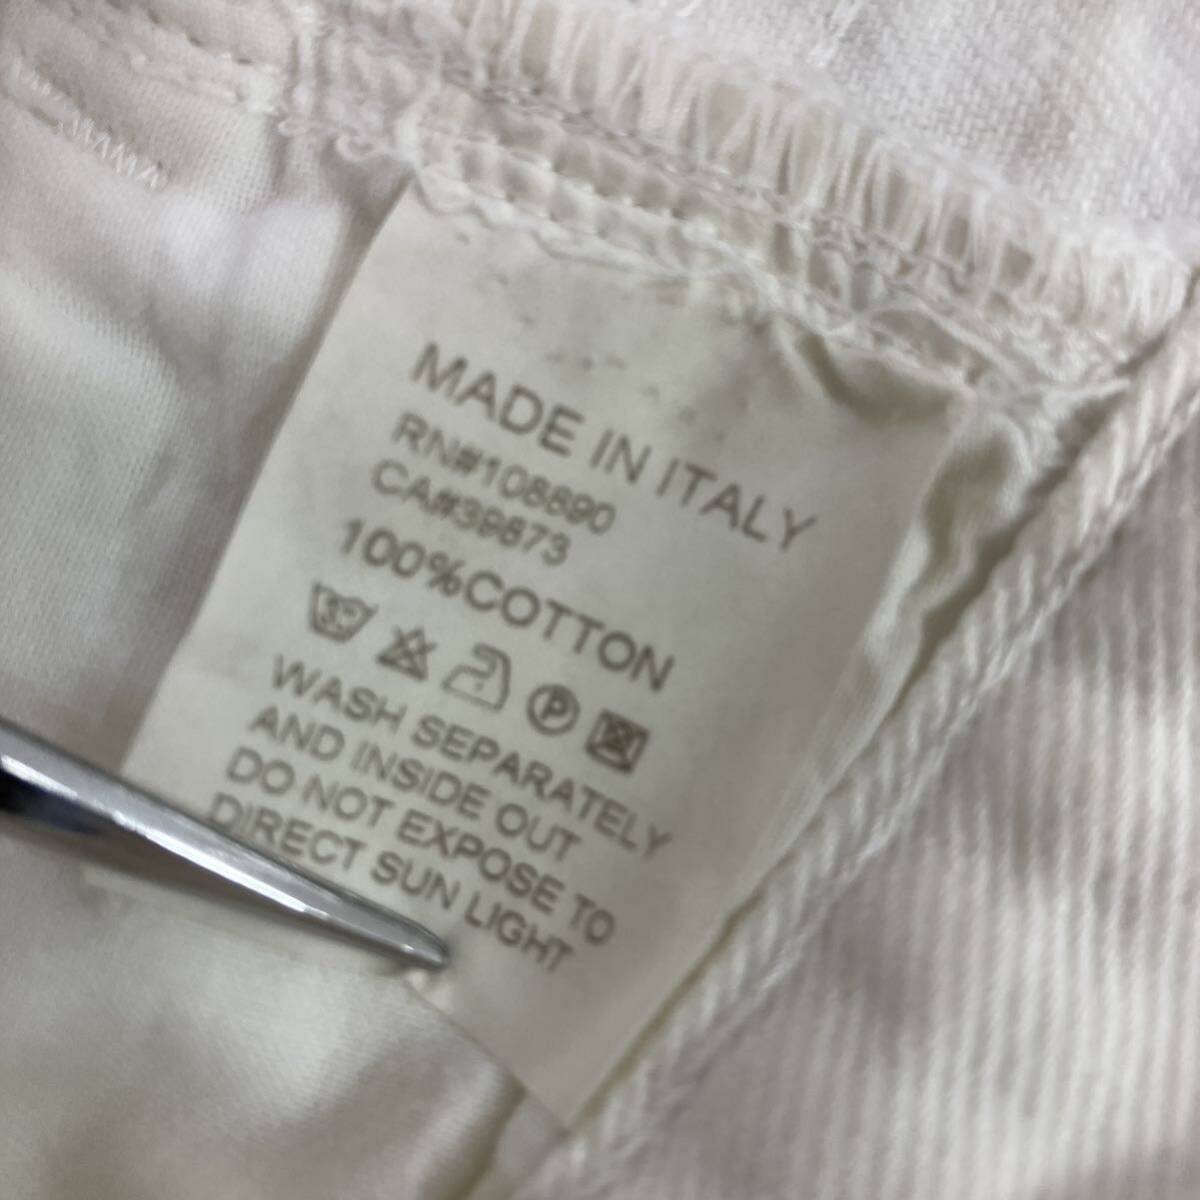 MADE IN ITALY
RN#108890
CA#39873
100%COTTON
30°
P
WASH SEPARATELY
AND INSIDE OUT
DO NOT EXPOSE TO
DIRECT SUN LIGHT